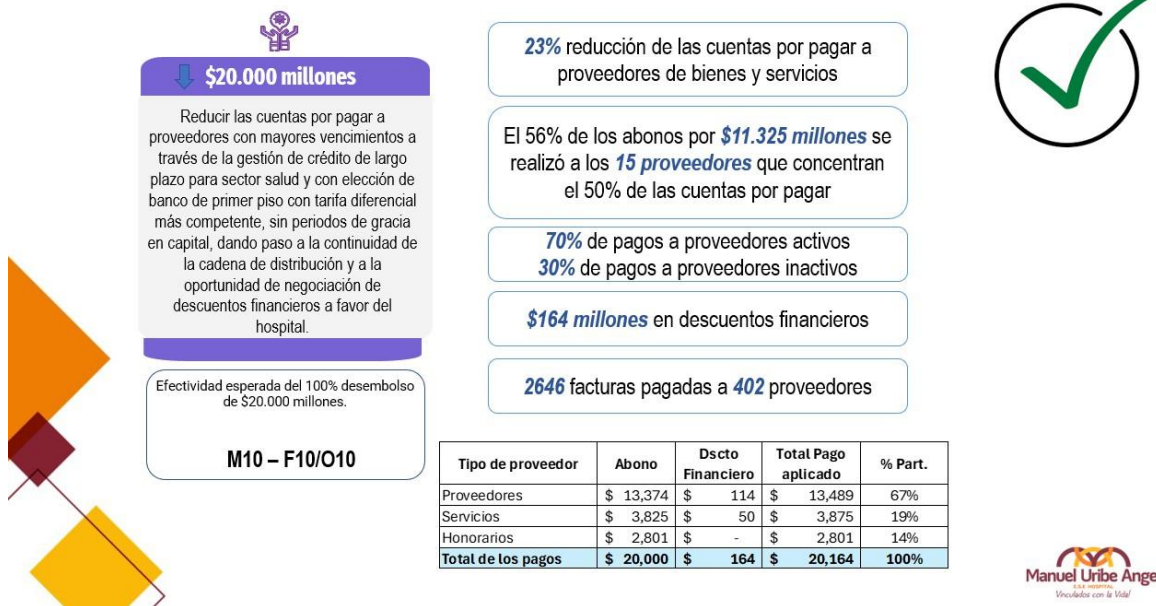 $20.000 millones
Reducir las cuentas por pagar a
proveedores con mayores vencimientos a
través de la gestión de crédito de largo
plazo para sector salud y con elección de
banco de primer piso con tarifa diferencial
más competente, sin periodos de gracia
en capital, dando paso a la continuidad de
la cadena de distribución y a la
oportunidad de negociación de
descuentos financieros a favor del
hospital.
Efectividad esperada del 100% desembolso
de $20.000 millones.
M10 – F10/O10
23% reducción de las cuentas por pagar a
proveedores de bienes y servicios
El 56% de los abonos por $11.325 millones se
realizó a los 15 proveedores que concentran
el 50% de las cuentas por pagar
70% de pagos a proveedores activos
30% de pagos a proveedores inactivos
$164 millones en descuentos financieros
2646 facturas pagadas a 402 proveedores
Tipo de proveedor Abono Dscto Financiero Total Pago aplicado % Part.
Proveedores $ 13,374 $ 114 $ 13,489 67%
Servicios $ 3,825 $ 50 $ 3,875 19%
Honorarios $ 2,801 $ - $ 2,801 14%
Total de los pagos $ 20,000 $ 164 $ 20,164 100%
Manuel Uribe Ange
E.S.E. HOSPITAL
Vinculados con la Vida!